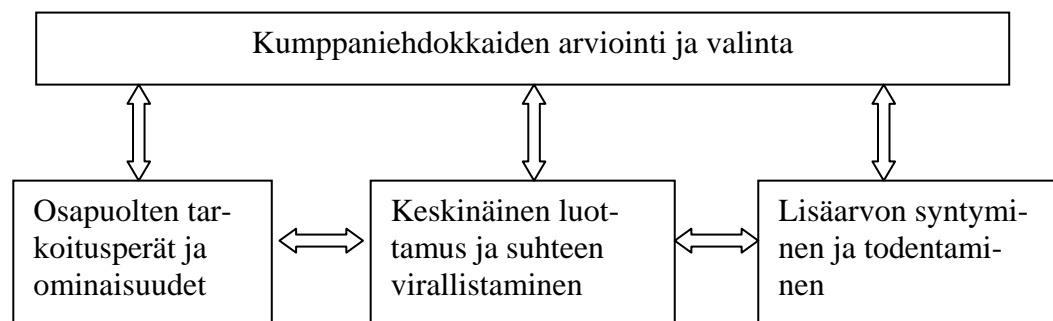 Kumppaniehdokkaiden arviointi ja valinta
Osapuolten tar-
koitusperät ja
ominaisuudet
Keskinäinen luot-
tamus ja suhteen
virallistaminen
Lisäarvon syntymi-
nen ja todentami-
nen